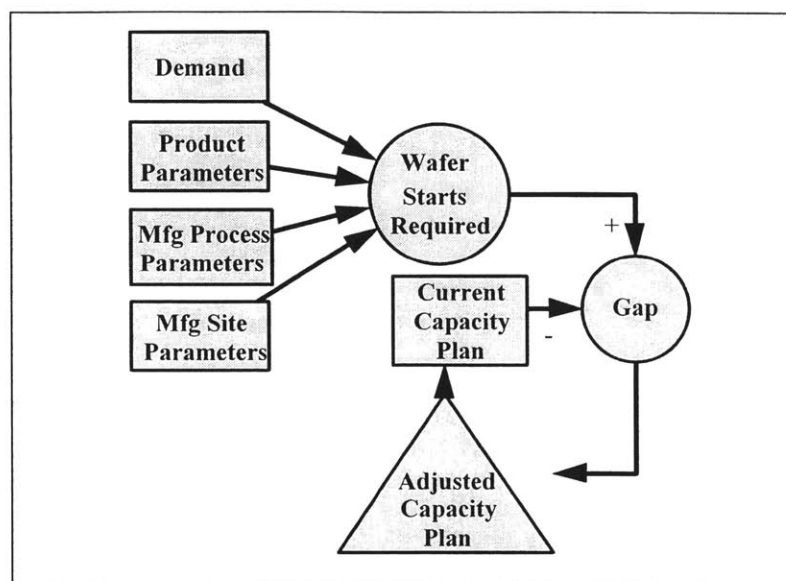 Demand
Product
Parameters
Mfg Process
Parameters
Mfg Site
Parameters
Wafer
Starts
Required
+
Current
Capacity
Plan
-
Gap
Adjusted
Capacity
Plan